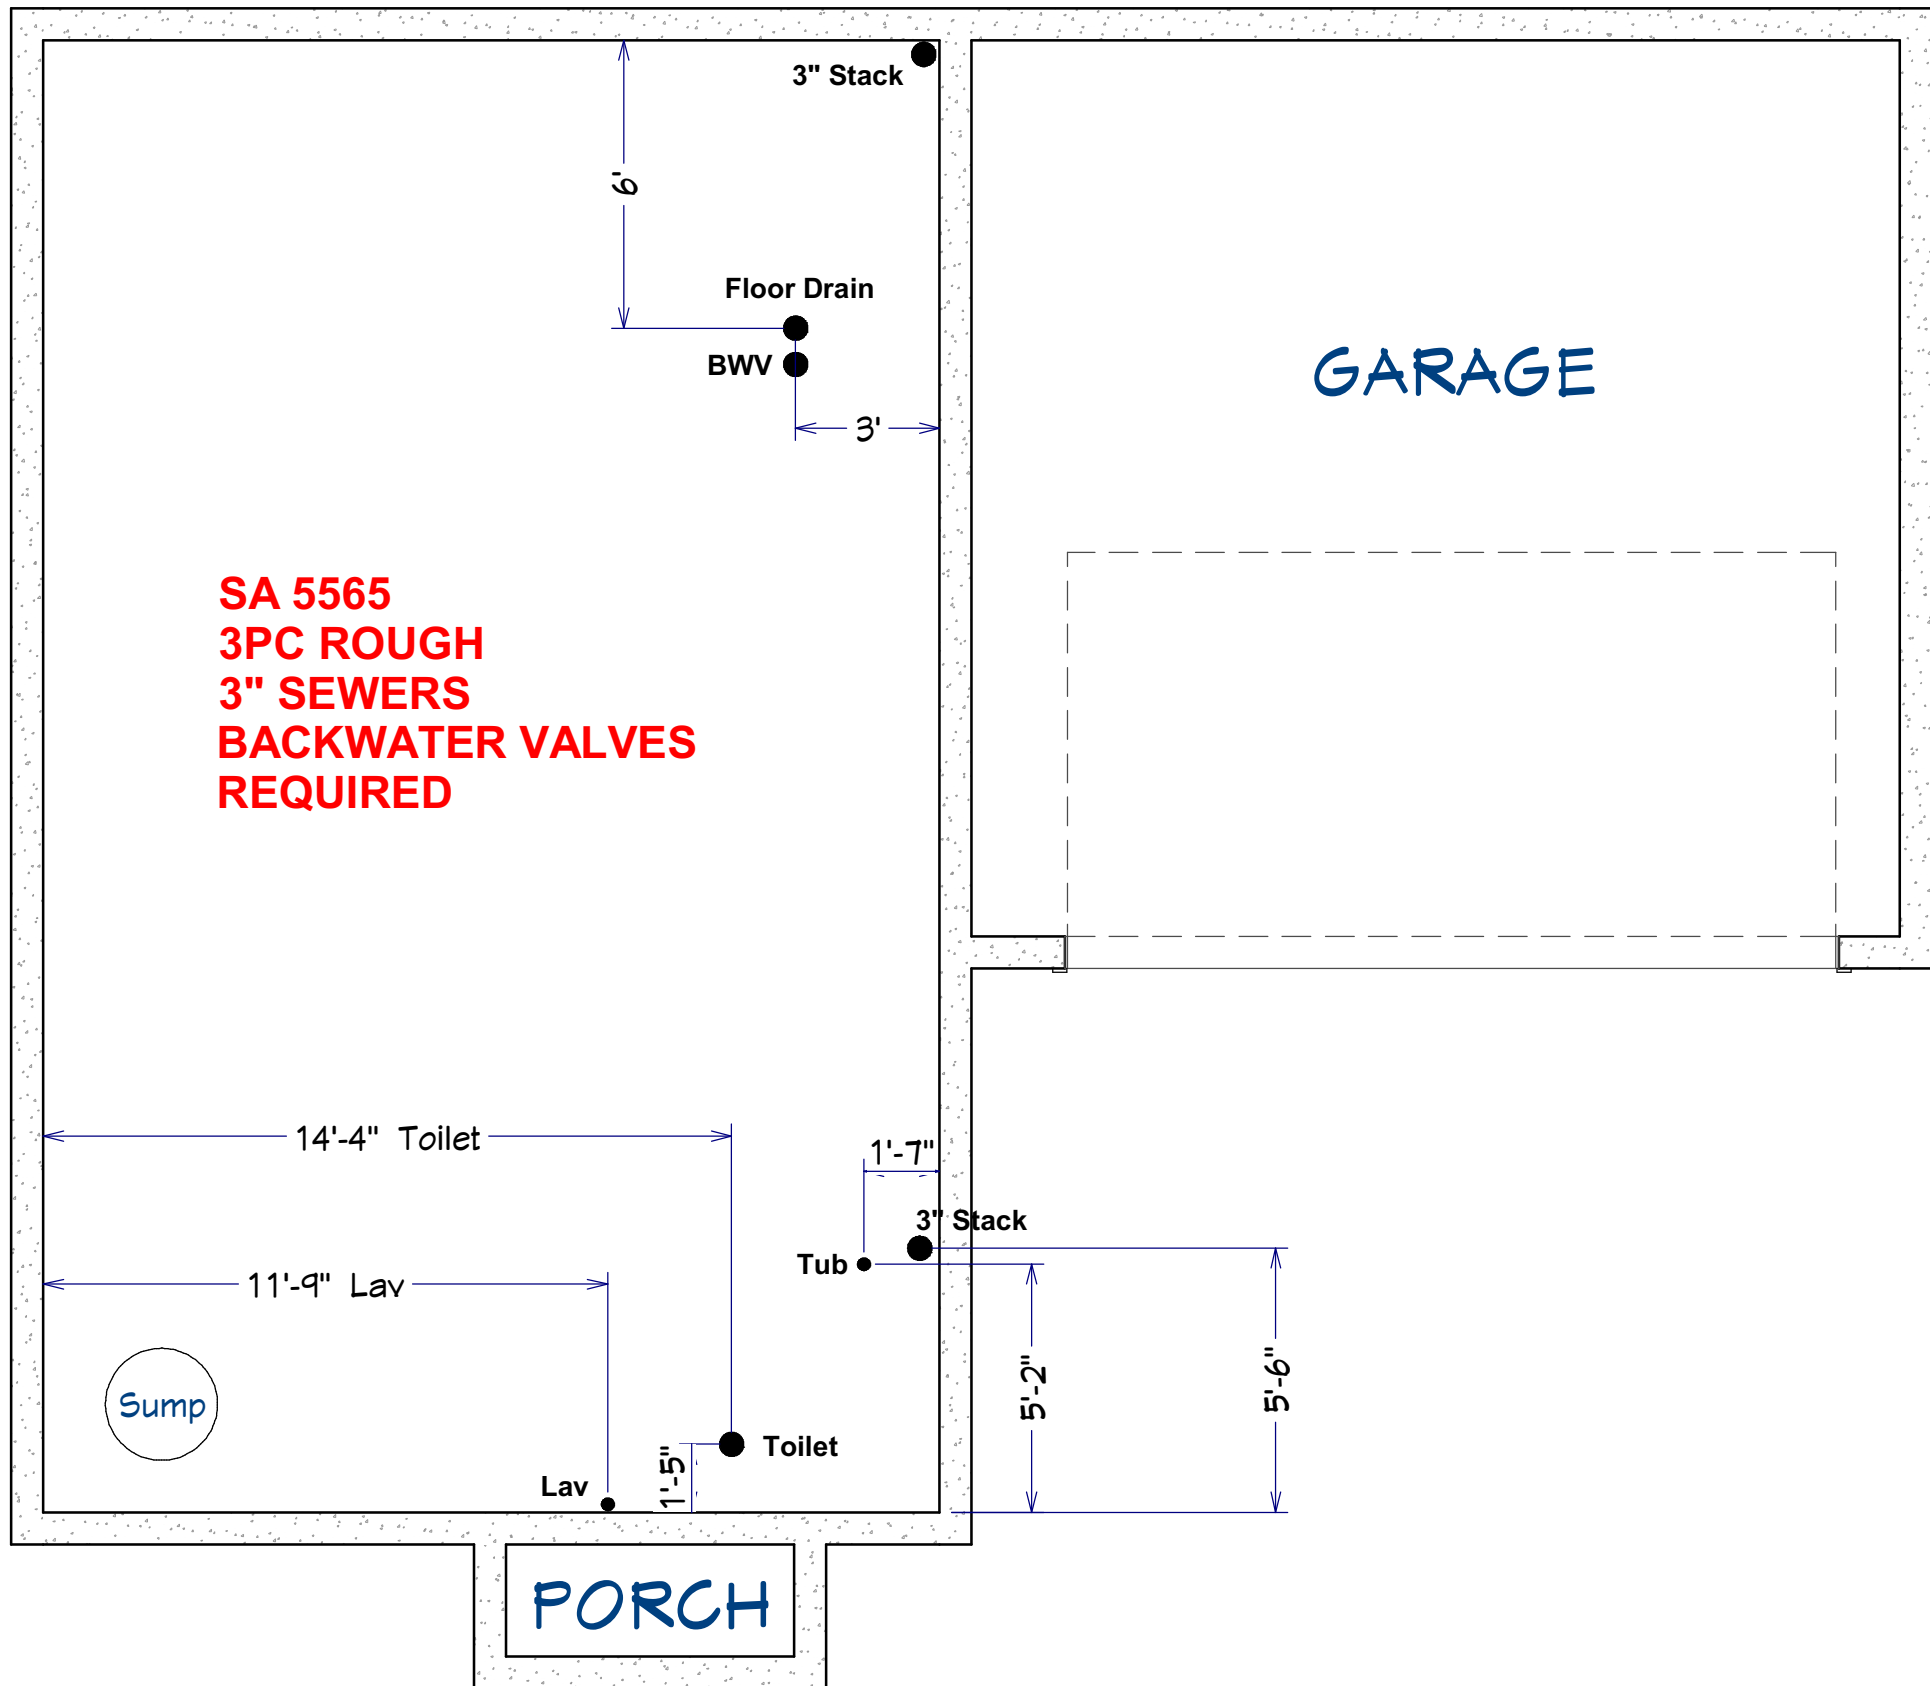 3" Stack
6'
Floor Drain
BWV
3'
GARAGE
SA 5565
3PC ROUGH
3" SEWERS
BACKWATER VALVES
REQUIRED
14'-4" Toilet
1'-7"
3" Stack
Tub
11'-9" Lav
5'-2"
5'-6"
Sump
Toilet
1'-5"
Lav
PORCH